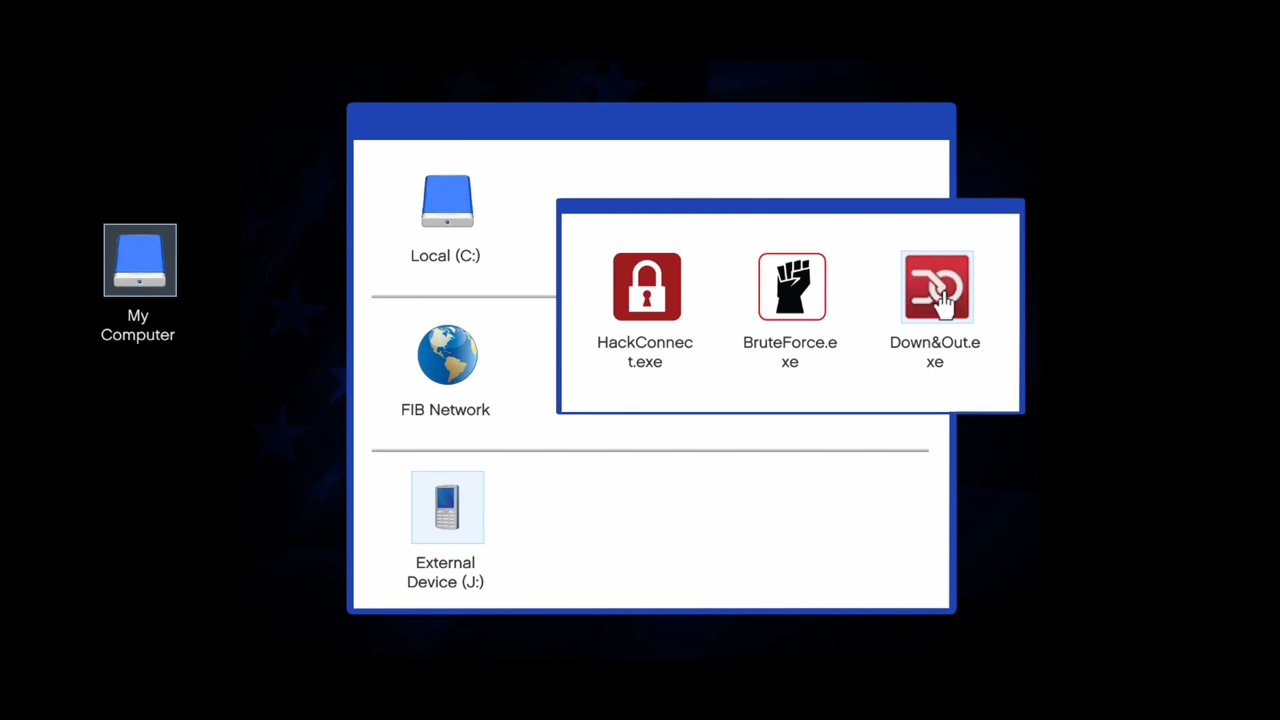 My
Computer
Local (C:)
FIB Network
External
Device (J:)
HackConnec
t.exe
BruteForce.e
xe
Down&Out.e
xe